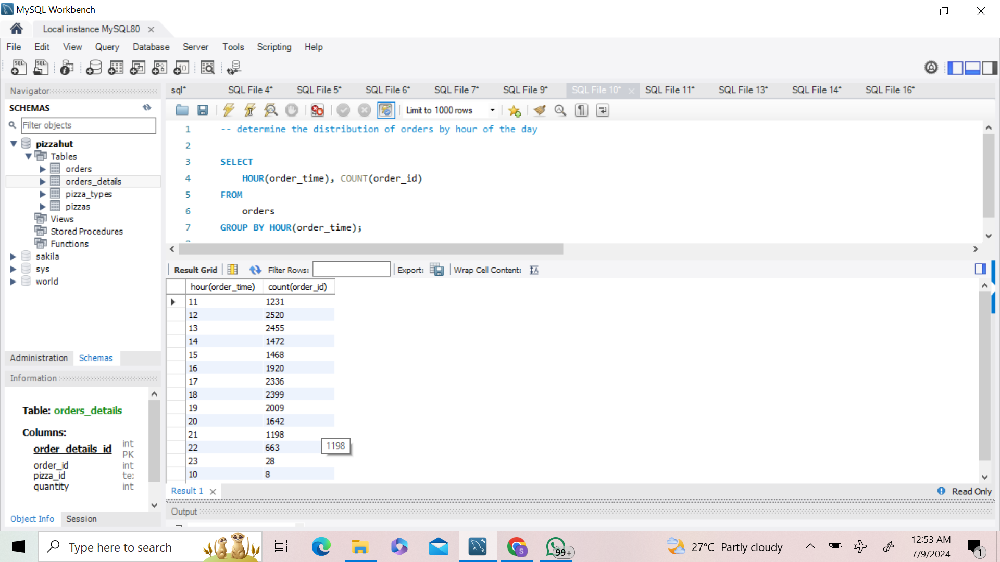 MySQL Workbench
Local instance MySQL80
File Edit View Query Database Server Tools Scripting Help
SQL SQL
Navigator
SCHEMAS
Filter objects
pizzahut
Tables
orders
orders_details
pizza_types
pizzas
Views
Stored Procedures
Functions
sakila
sys
world
Administration Schemas
Information
Table: orders_details
Columns:
order_details_id int PK
order_id int
pizza_id
quantity int
Object Info Session
sql* SQL File 4* SQL File 5* SQL File 6* SQL File 7* SQL File 9* SQL File 10* SQL File 11* SQL File 13* SQL File 14* SQL File 16*
Limit to 1000 rows
1 -- determine the distribution of orders by hour of the day
2
3 SELECT
4 HOUR(order_time), COUNT(order_id)
5 FROM
6 orders
7 GROUP BY HOUR(order_time);
Result Grid Filter Rows: Export: Wrap Cell Content:
hour(order_time) count(order_id)
11 1231
12 2520
13 2455
14 1472
15 1468
16 1920
17 2336
18 2399
19 2009
20 1642
21 1198
22 663
23 28
10 8
1198
Result 1
Read Only
Output
Type here to search
S
99+
27°C Partly cloudy
12:53 AM
7/9/2024
1